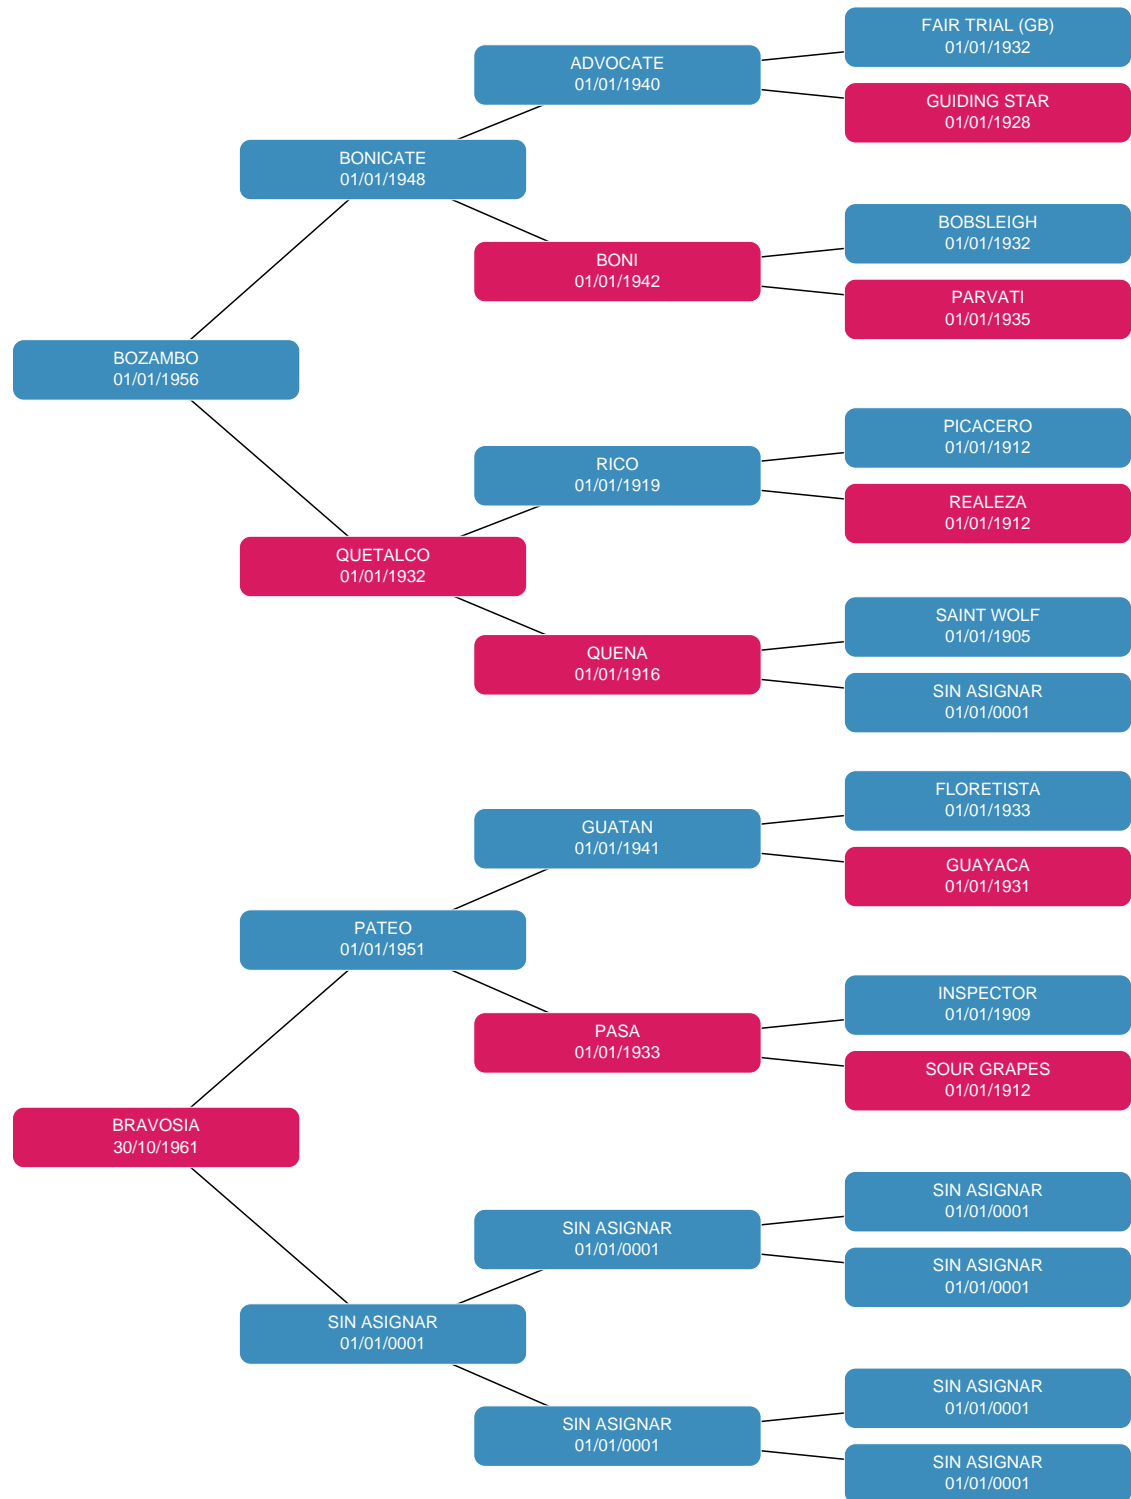 FAIR TRIAL (GB)
01/01/1932
ADVOCATE
01/01/1940
GUIDING STAR
01/01/1928
BONICATE
01/01/1948
BOBSLEIGH
01/01/1932
BONI
01/01/1942
PARVATI
01/01/1935
BOZAMBO
01/01/1956
PICACERO
01/01/1912
RICO
01/01/1919
REALEZA
01/01/1912
QUETALCO
01/01/1932
SAINT WOLF
01/01/1905
QUENA
01/01/1916
SIN ASIGNAR
01/01/0001
FLORETISTA
01/01/1933
GUATAN
01/01/1941
GUAYACA
01/01/1931
PATEO
01/01/1951
INSPECTOR
01/01/1909
PASA
01/01/1933
SOUR GRAPES
01/01/1912
BRAVOSIA
30/10/1961
SIN ASIGNAR
01/01/0001
SIN ASIGNAR
01/01/0001
SIN ASIGNAR
01/01/0001
SIN ASIGNAR
01/01/0001
SIN ASIGNAR
01/01/0001
SIN ASIGNAR
01/01/0001
SIN ASIGNAR
01/01/0001